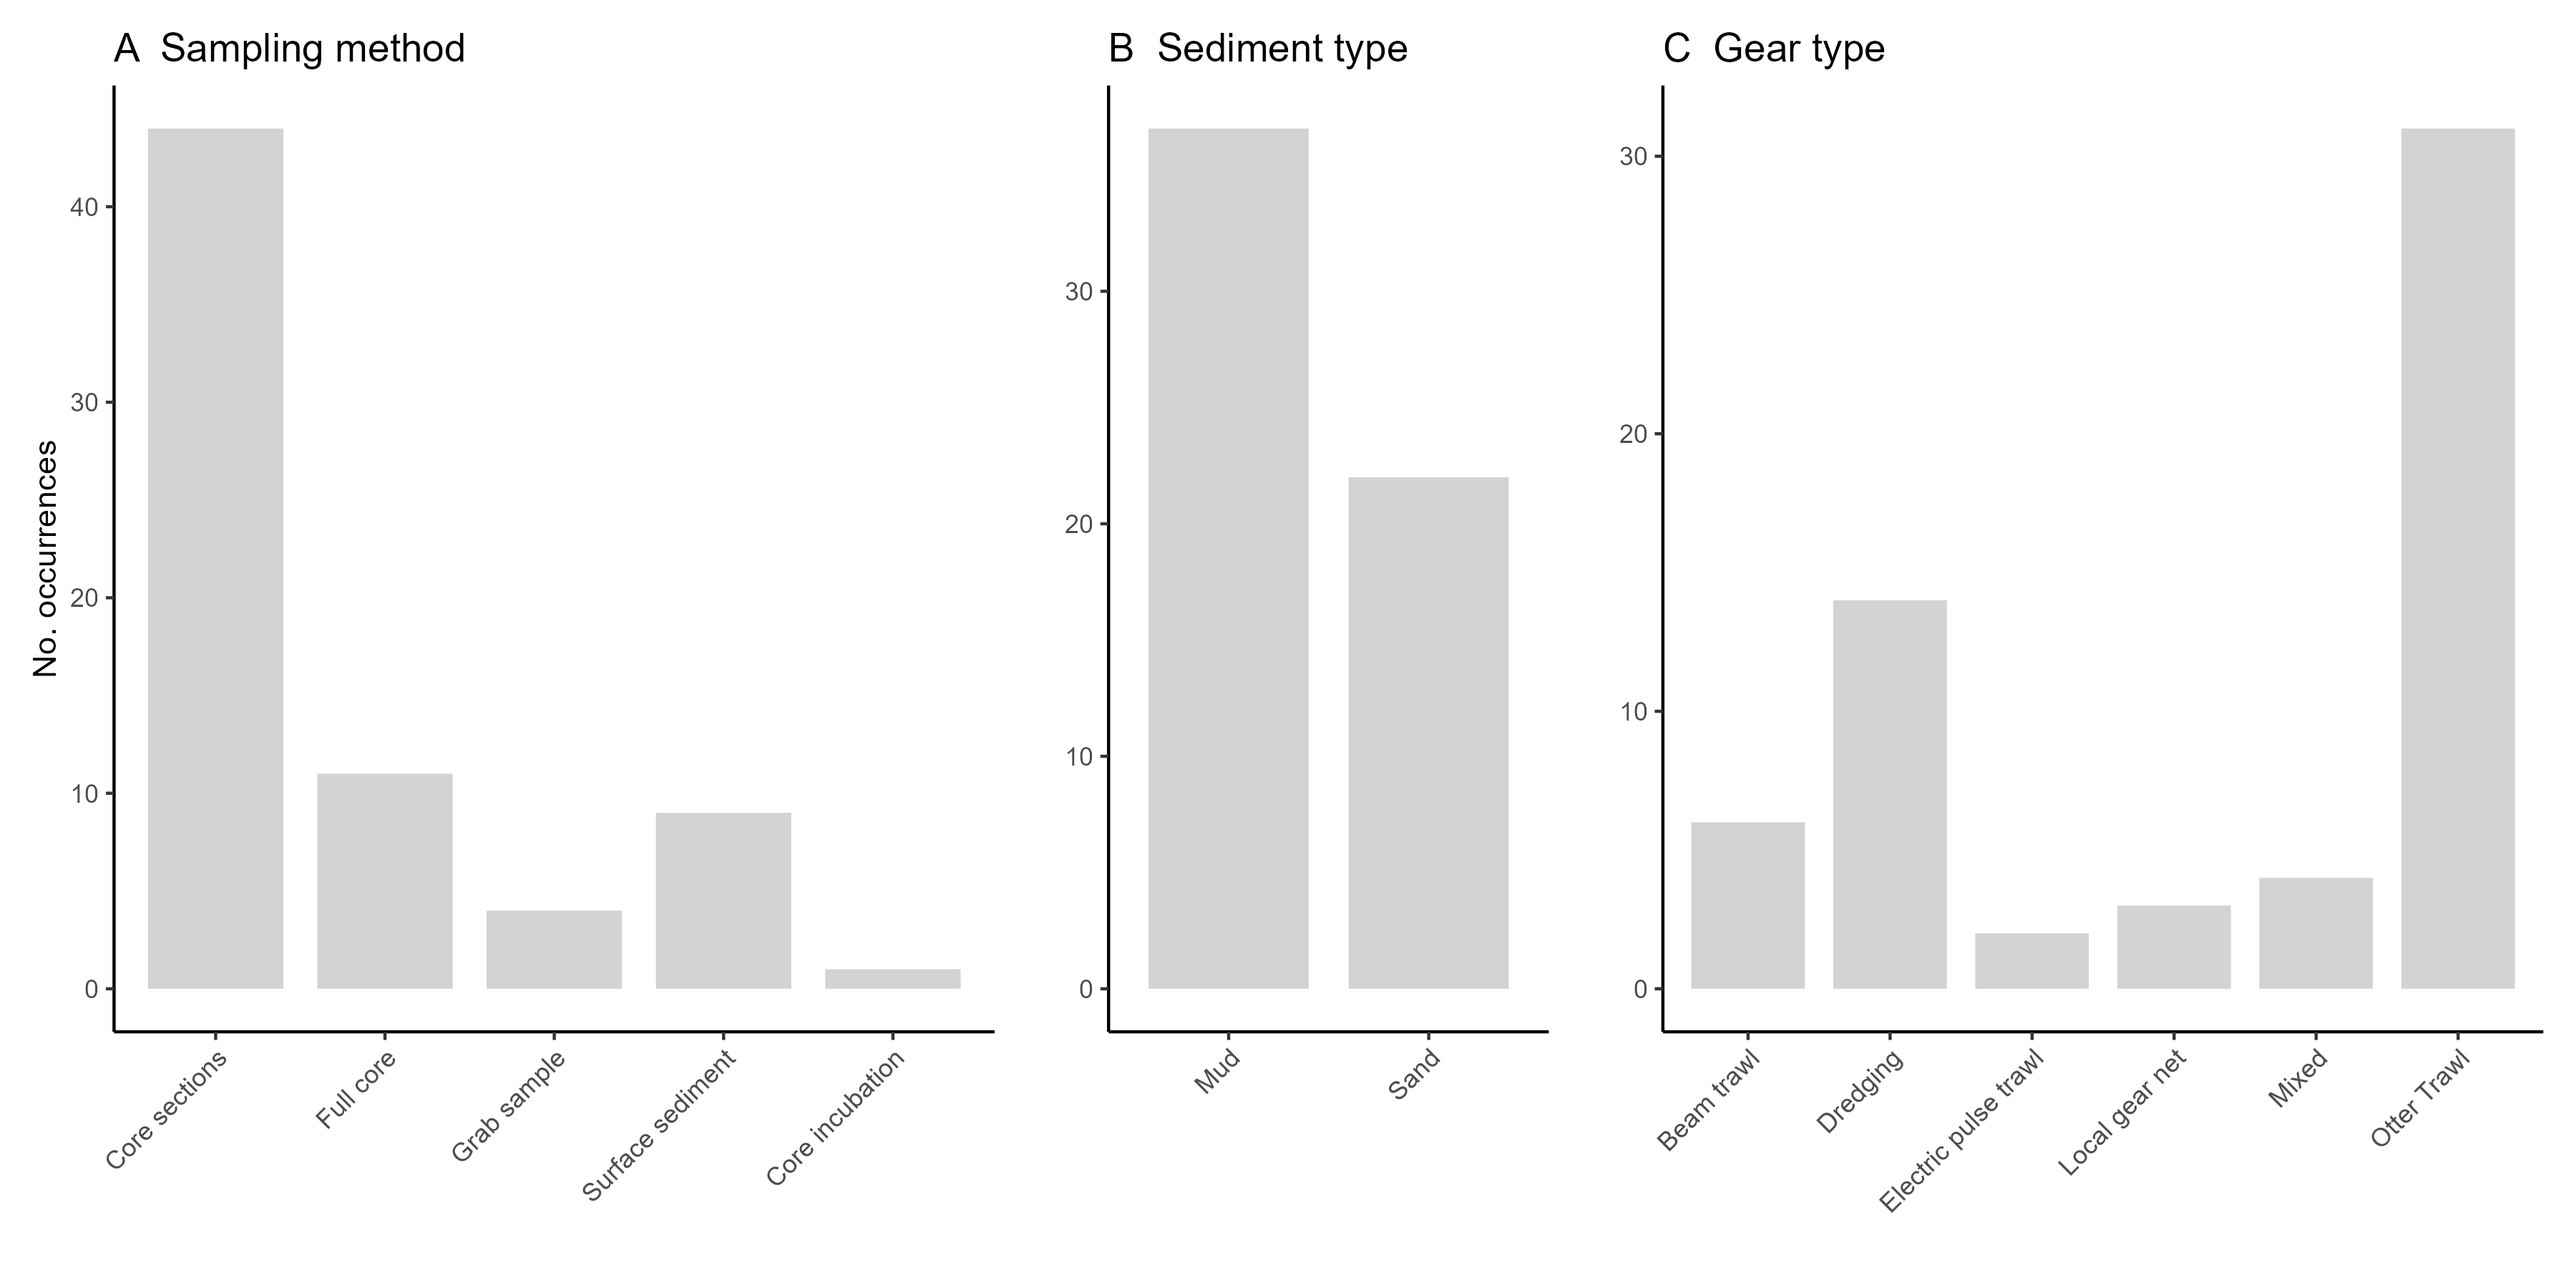 A Sampling method
No. occurrences
40
30
20
10
0
Core sections
Full core
Grab sample
Surface sediment
Core incubation
B Sediment type
30
20
10
0
Mud
Sand
C Gear type
30
20
10
0
Beam trawl
Dredging
Electric pulse trawl
Local gear net
Mixed
Otter Trawl